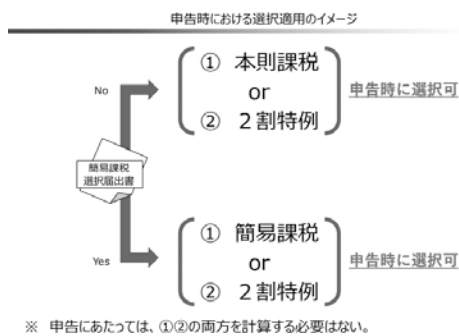 申告時における選択適用のイメージ
① 本則課税
No
or
申告時に選択可
② 2割特例
簡易課税
選択届出書
① 簡易課税
Yes
or
申告時に選択可
② 2割特例
※ 申告にあたっては、①②の両方を計算する必要はない。